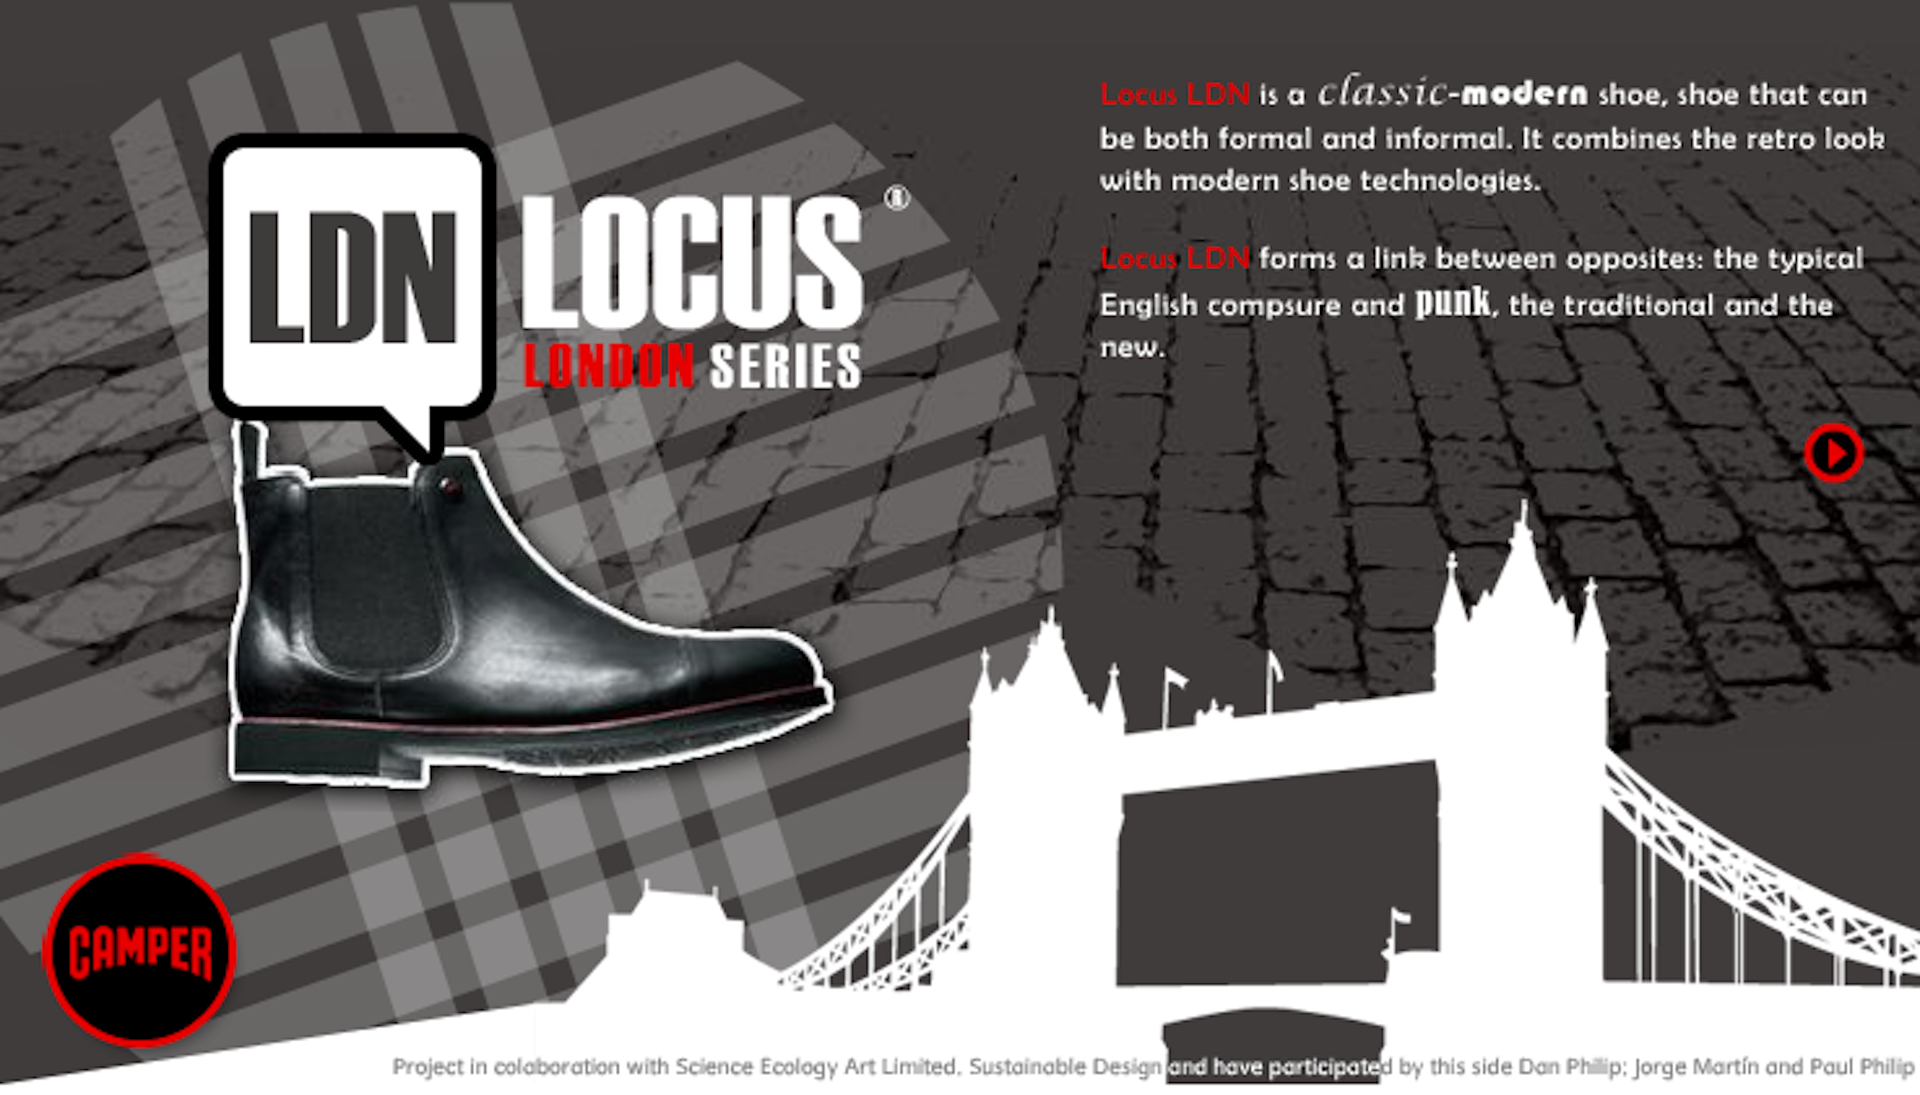 LDN
LOCUS ®
LONDON SERIES
Locus LDN is a classic-modern shoe, shoe that can
be both formal and informal. It combines the retro look
with modern shoe technologies.
Locus LDN forms a link between opposites: the typical
English compsure and punk, the traditional and the
new.
CAMPER
Project in colaboration with Science Ecology Art Limited. Sustainable Design and have participated by this side Dan Philip; Jorge Martín and Paul Philip